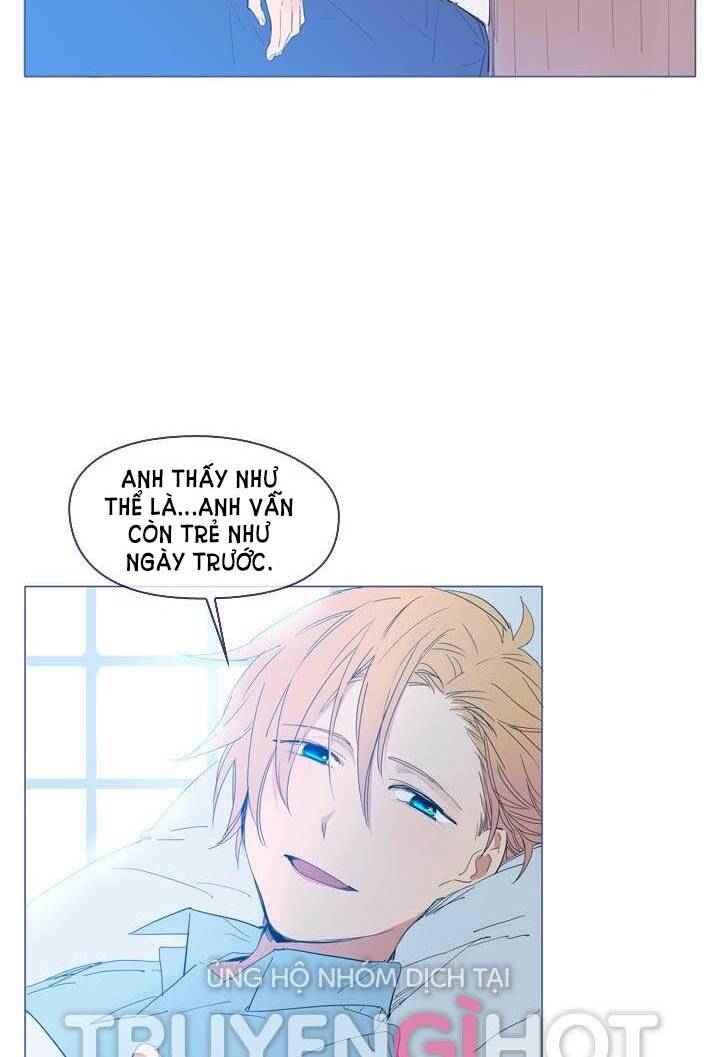 ANH THẤY NHƯ
THỂ LÀ...ANH VẪN
CÒN TRẺ NHƯ
NGÀY TRƯỚC.
ỦNG HỘ NHÓM DỊCH TẠI
TRUYENGIHOT